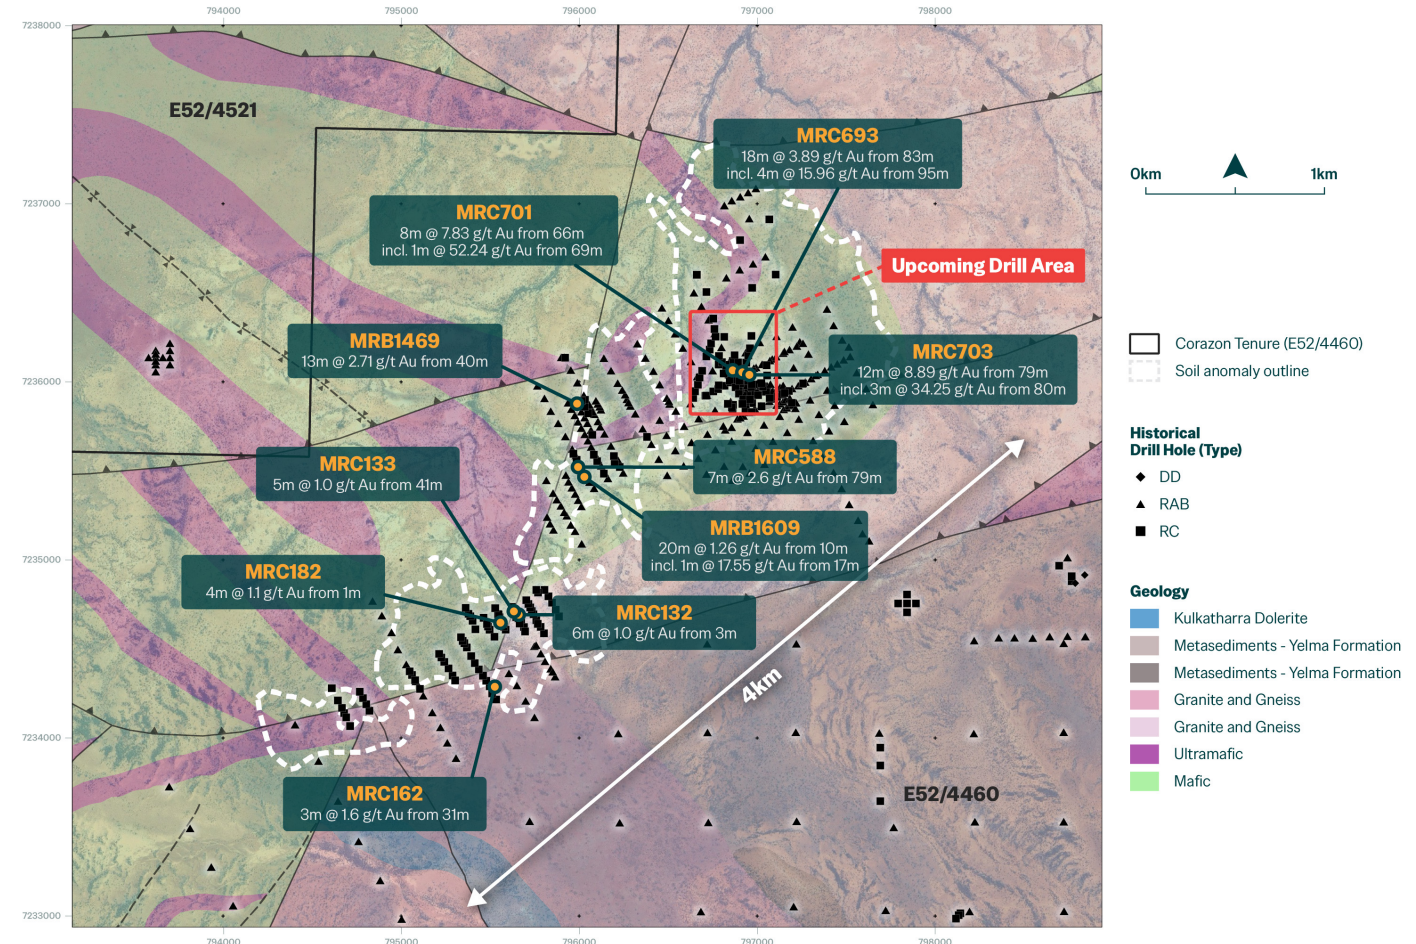 794000
795000
796000
797000
798000
7238000
7237000
7236000
7235000
7234000
7233000
E52/4521
MRC693
18m @ 3.89 g/t Au from 83m
incl. 4m @ 15.96 g/t Au from 95m
MRC701
8m @ 7.83 g/t Au from 66m
incl. 1m @ 52.24 g/t Au from 69m
Upcoming Drill Area
MRB1469
13m @ 2.71 g/t Au from 40m
MRC703
12m @ 8.89 g/t Au from 79m
incl. 3m @ 34.25 g/t Au from 80m
MRC133
5m @ 1.0 g/t Au from 41m
MRC588
7m @ 2.6 g/t Au from 79m
MRB1609
20m @ 1.26 g/t Au from 10m
incl. 1m @ 17.55 g/t Au from 17m
MRC182
4m @ 1.1 g/t Au from 1m
MRC132
6m @ 1.0 g/t Au from 3m
4km
MRC162
3m @ 1.6 g/t Au from 31m
E52/4460
794000
795000
796000
797000
798000
0km
1km
Corazon Tenure (E52/4460)
Soil anomaly outline
Historical
Drill Hole (Type)
DD
RAB
RC
Geology
Kulkatharra Dolerite
Metasediments - Yelma Formation
Metasediments - Yelma Formation
Granite and Gneiss
Granite and Gneiss
Ultramafic
Mafic